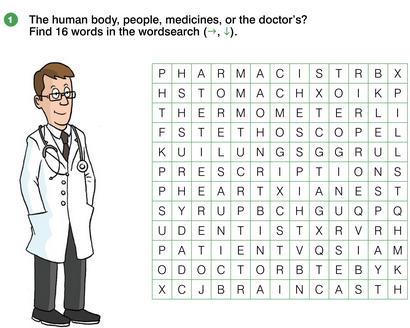 1 The human body, people, medicines, or the doctor's?
Find 16 words in the wordsearch (→, ↓).
P H A R M A C I S T R B X
H S T O M A C H X O I K P
T H E R M O M E T E R L I
F S T E T H O S C O P E L
K U I L U N G S G G R U L
P R E S C R I P T I O N S
P H E A R T X I A N E S T
S Y R U P B C H G U Q P Q
U D E N T I S T X R V R H
P A T I E N T V Q S I A M
O D O C T O R B T E B Y K
X C J B R A I N C A S T H